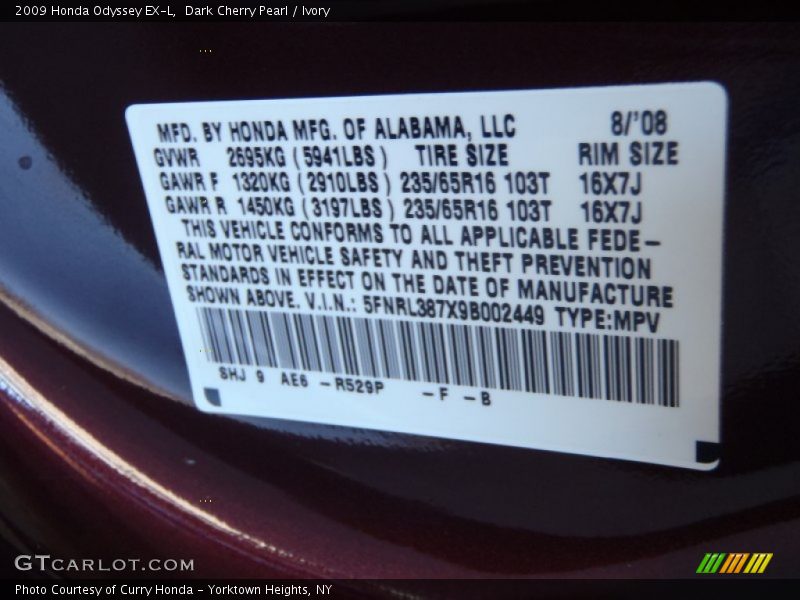 2009 Honda Odyssey EX-L, Dark Cherry Pearl / Ivory
MFD. BY HONDA MFG. OF ALABAMA, LLC 8/'08
GVWR 2695KG (5941LBS) TIRE SIZE RIM SIZE
GAWR F 1320KG (2910LBS) 235/65R16 103T 16X7J
GAWR R 1450KG (3197LBS) 235/65R16 103T 16X7J
THIS VEHICLE CONFORMS TO ALL APPLICABLE FEDE-
RAL MOTOR VEHICLE SAFETY AND THEFT PREVENTION
STANDARDS IN EFFECT ON THE DATE OF MANUFACTURE
SHOWN ABOVE. V.I.N.: 5FNRL387X9B002449 TYPE:MPV
SHJ 9 AE6 -R529P -F -B
GTCARLOT.COM
Photo Courtesy of Curry Honda - Yorktown Heights, NY